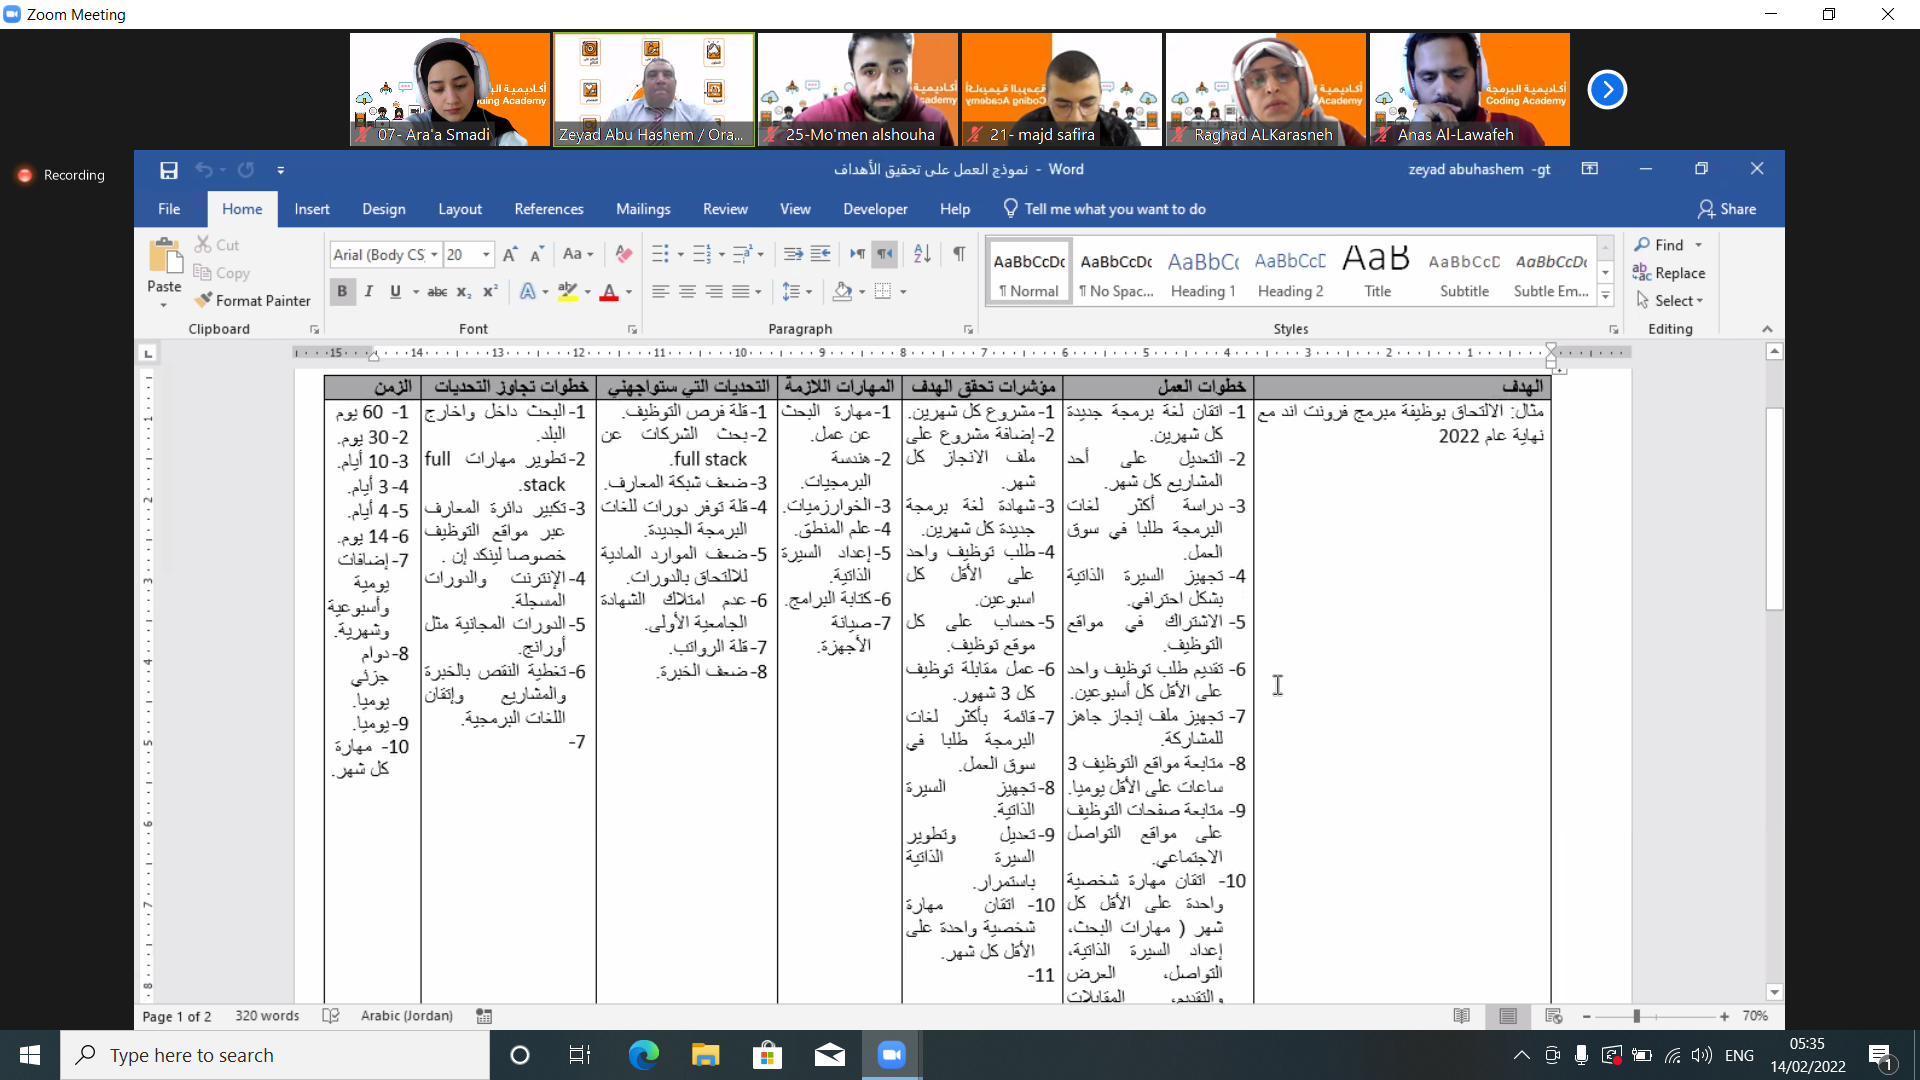 Zoom Meeting
أكاديمية البرمجة
Coding Academy
07- Ara'a Smadi
Zeyad Abu Hashem / Ora...
25-Mo'men alshouha
21- majd safira
Raghad ALKarasneh
Anas Al-Lawafeh
Recording
نموذج العمل على تحقيق الأهداف - Word
zeyad abuhashem -gt
File Home Insert Design Layout References Mailings Review View Developer Help Tell me what you want to do Share
Paste
Cut
Copy
Format Painter
Clipboard
Arial (Body CS 20
Font
Paragraph
AaBbCcDc ¶ Normal
AaBbCcDc ¶ No Spac...
AaBbCc Heading 1
AaBbCcC Heading 2
AaB Title
AaBbCcC Subtitle
AaBbCcDc Subtle Em...
Styles
Find
Replace
Select
Editing
الهدف
مثال: الالتحاق بوظيفة مبرمج فرونت اند مع
نهاية عام 2022
خطوات العمل
1- اتقان لغة برمجة جديدة
كل شهرين.
2- التعديل على أحد
المشاريع كل شهر.
3- دراسة أكثر لغات
البرمجة طلبا في سوق
العمل.
4- تجهيز السيرة الذاتية
بشكل احترافي.
5- الاشتراك في مواقع
التوظيف.
6- تقديم طلب توظيف واحد
على الأقل كل أسبوعين.
7- تجهيز ملف إنجاز جاهز
للمشاركة.
8- متابعة مواقع التوظيف 3
ساعات على الأقل يوميا.
9- متابعة صفحات التوظيف
على مواقع التواصل
الاجتماعي.
10- اتقان مهارة شخصية
واحدة على الأقل كل
شهر ( مهارات البحث،
إعداد السيرة الذاتية،
التواصل، العرض
والتقديم، المقابلات
مؤشرات تحقق الهدف
1-مشروع كل شهرين.
2-إضافة مشروع على
ملف الانجاز كل
شهر.
3-شهادة لغة برمجة
جديدة كل شهرين.
4-طلب توظيف واحد
على الأقل كل
اسبوعين.
5-حساب على كل
موقع توظيف.
6-عمل مقابلة توظيف
كل 3 شهور.
7-قائمة بأكثر لغات
البرمجة طلبا في
سوق العمل.
8-تجهيز السيرة
الذاتية.
9-تعديل وتطوير
السيرة الذاتية
باستمرار.
10- اتقان مهارة
شخصية واحدة على
الأقل كل شهر.
11-
المهارات اللازمة
1-مهارة البحث
عن عمل.
2-هندسة
البرمجيات.
3-الخوارزميات.
4-علم المنطق.
5-إعداد السيرة
الذاتية.
6-كتابة البرامج.
7-صيانة
الأجهزة.
التحديات التي ستواجهني
1-قلة فرص التوظيف.
2-بحث الشركات عن
full stack.
3-ضعف شبكة المعارف.
4-قلة توفر دورات للغات
البرمجة الجديدة.
5-ضعف الموارد المادية
للالتحاق بالدورات.
6-عدم امتلاك الشهادة
الجامعية الأولى.
7-قلة الرواتب.
8-ضعف الخبرة.
خطوات تجاوز التحديات
1-البحث داخل واخارج
البلد.
2-تطوير مهارات full
stack.
3-تكبير دائرة المعارف
عبر مواقع التوظيف
خصوصا لينكد إن .
4-الإنترنت والدورات
المسجلة.
5-الدورات المجانية مثل
أورانج.
6-تغطية النقص بالخبرة
والمشاريع وإتقان
اللغات البرمجية.
7-
الزمن
1- 60 يوم
2- 30 يوم.
3- 10 أيام.
4- 3 أيام.
5- 4 أيام.
6- 14 يوم.
7-إضافات
يومية
وأسبوعية
وشهرية.
8-دوام
جزئي
يوميا.
9-يوميا.
10- مهارة
كل شهر.
Page 1 of 2 320 words Arabic (Jordan) 70%
Type here to search
ENG
05:35
14/02/2022
1